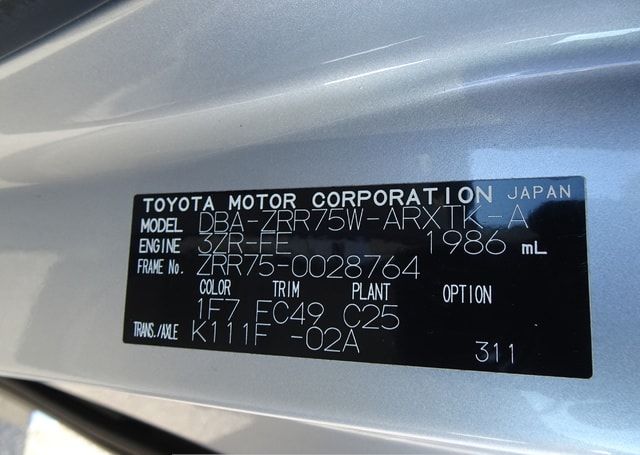 TOYOTA MOTOR CORPORATION JAPAN
MODEL DBA-ZRR75W-ARXTK-A
ENGINE 3ZR-FE 1986 mL
FRAME No. ZRR75-0028764
COLOR TRIM PLANT OPTION
1F7 FC49 C25
TRANS./AXLE K111F -02A
311